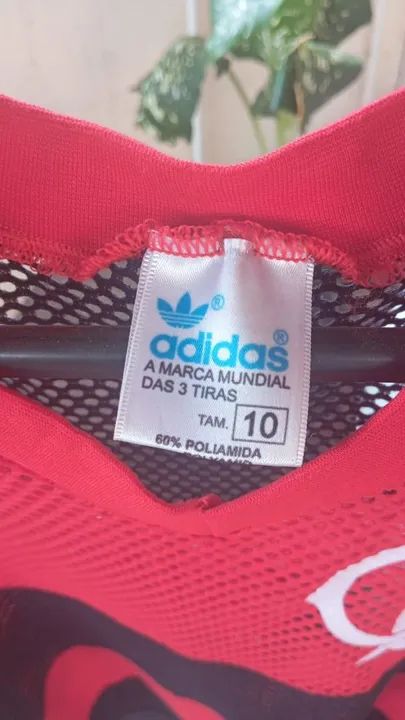 ®
adidas®
A MARCA MUNDIAL
DAS 3 TIRAS
TAM. 10
60% POLIAMIDA